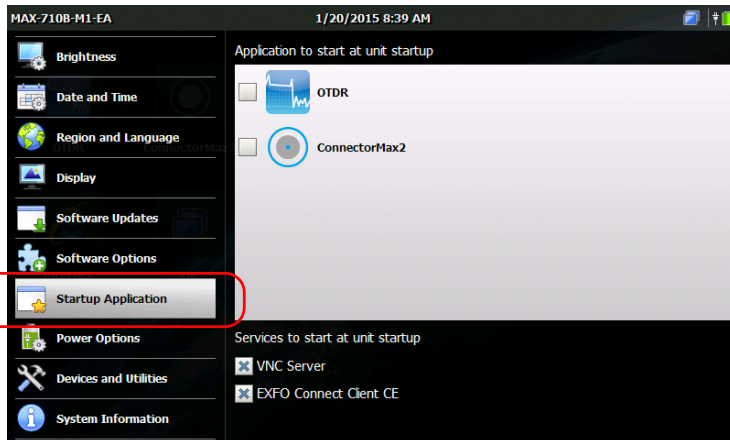 MAX-710B-M1-EA 1/20/2015 8:39 AM
Brightness
Date and Time
Region and Language
Display
Software Updates
Software Options
Startup Application
Power Options
Devices and Utilities
System Information
Application to start at unit startup
OTDR
ConnectorMax2
Services to start at unit startup
VNC Server
EXFO Connect Client CE
OTDR
ConnectorMax2